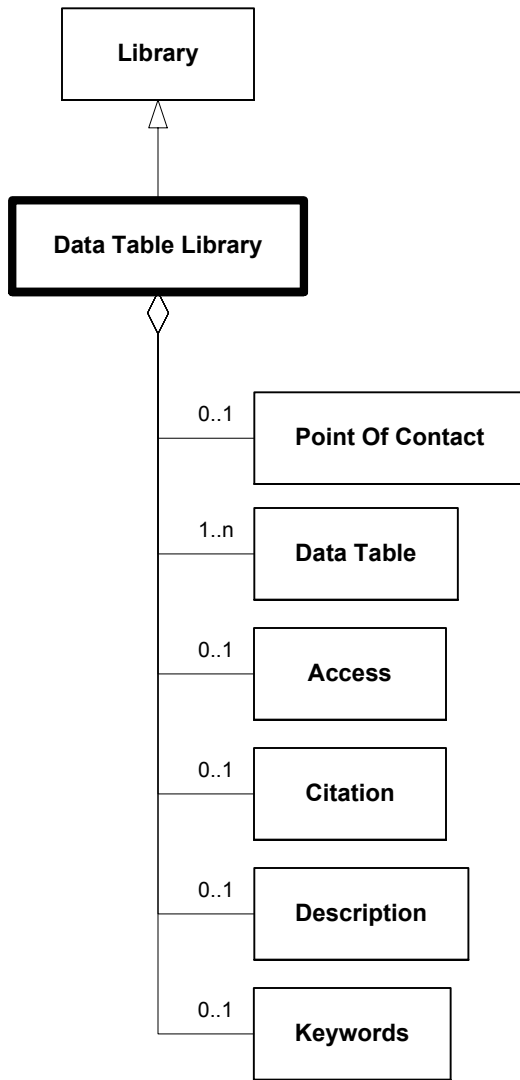 Library
Data Table Library
0..1
Point Of Contact
1..n
Data Table
0..1
Access
0..1
Citation
0..1
Description
0..1
Keywords